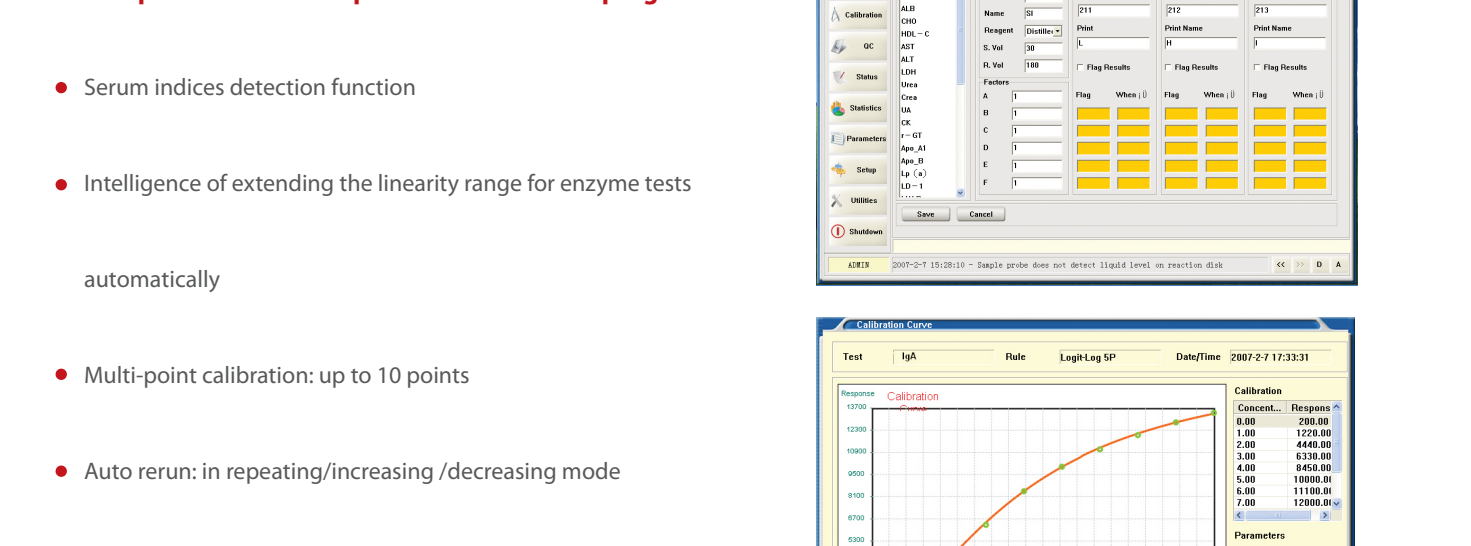 Serum indices detection function
Intelligence of extending the linearity range for enzyme tests
automatically
Multi-point calibration: up to 10 points
Auto rerun: in repeating/increasing /decreasing mode
Calibration
QC
Status
Statistics
Parameters
Setup
Utilities
Shutdown
ALB
CHO
HDL-C
AST
ALT
LDH
Urea
Crea
UA
CK
r-GT
Apo_A1
Apo_B
Lp (a)
LD-1
Name SI
Reagent Distille
S. Vol 30
R. Vol 180
Factors
A 1
B 1
C 1
D 1
E 1
F 1
211 212 213
Print Print Name Print Name
L H I
Flag Results Flag Results Flag Results
Flag When Flag When Flag When
Save Cancel
ADMIN 2007-2-7 15:28:10 - Sample probe does not detect liquid level on reaction disk << >> D A
Calibration Curve
Test IgA Rule Logit-Log 5P Date/Time 2007-2-7 17:33:31
Response
Calibration
Curve
13700
12300
10900
9500
8100
6700
5300
Calibration
Concent... Respons
0.00 200.00
1.00 1220.00
2.00 4440.00
3.00 6330.00
4.00 8450.00
5.00 10000.0
6.00 11100.0
7.00 12000.0
Parameters